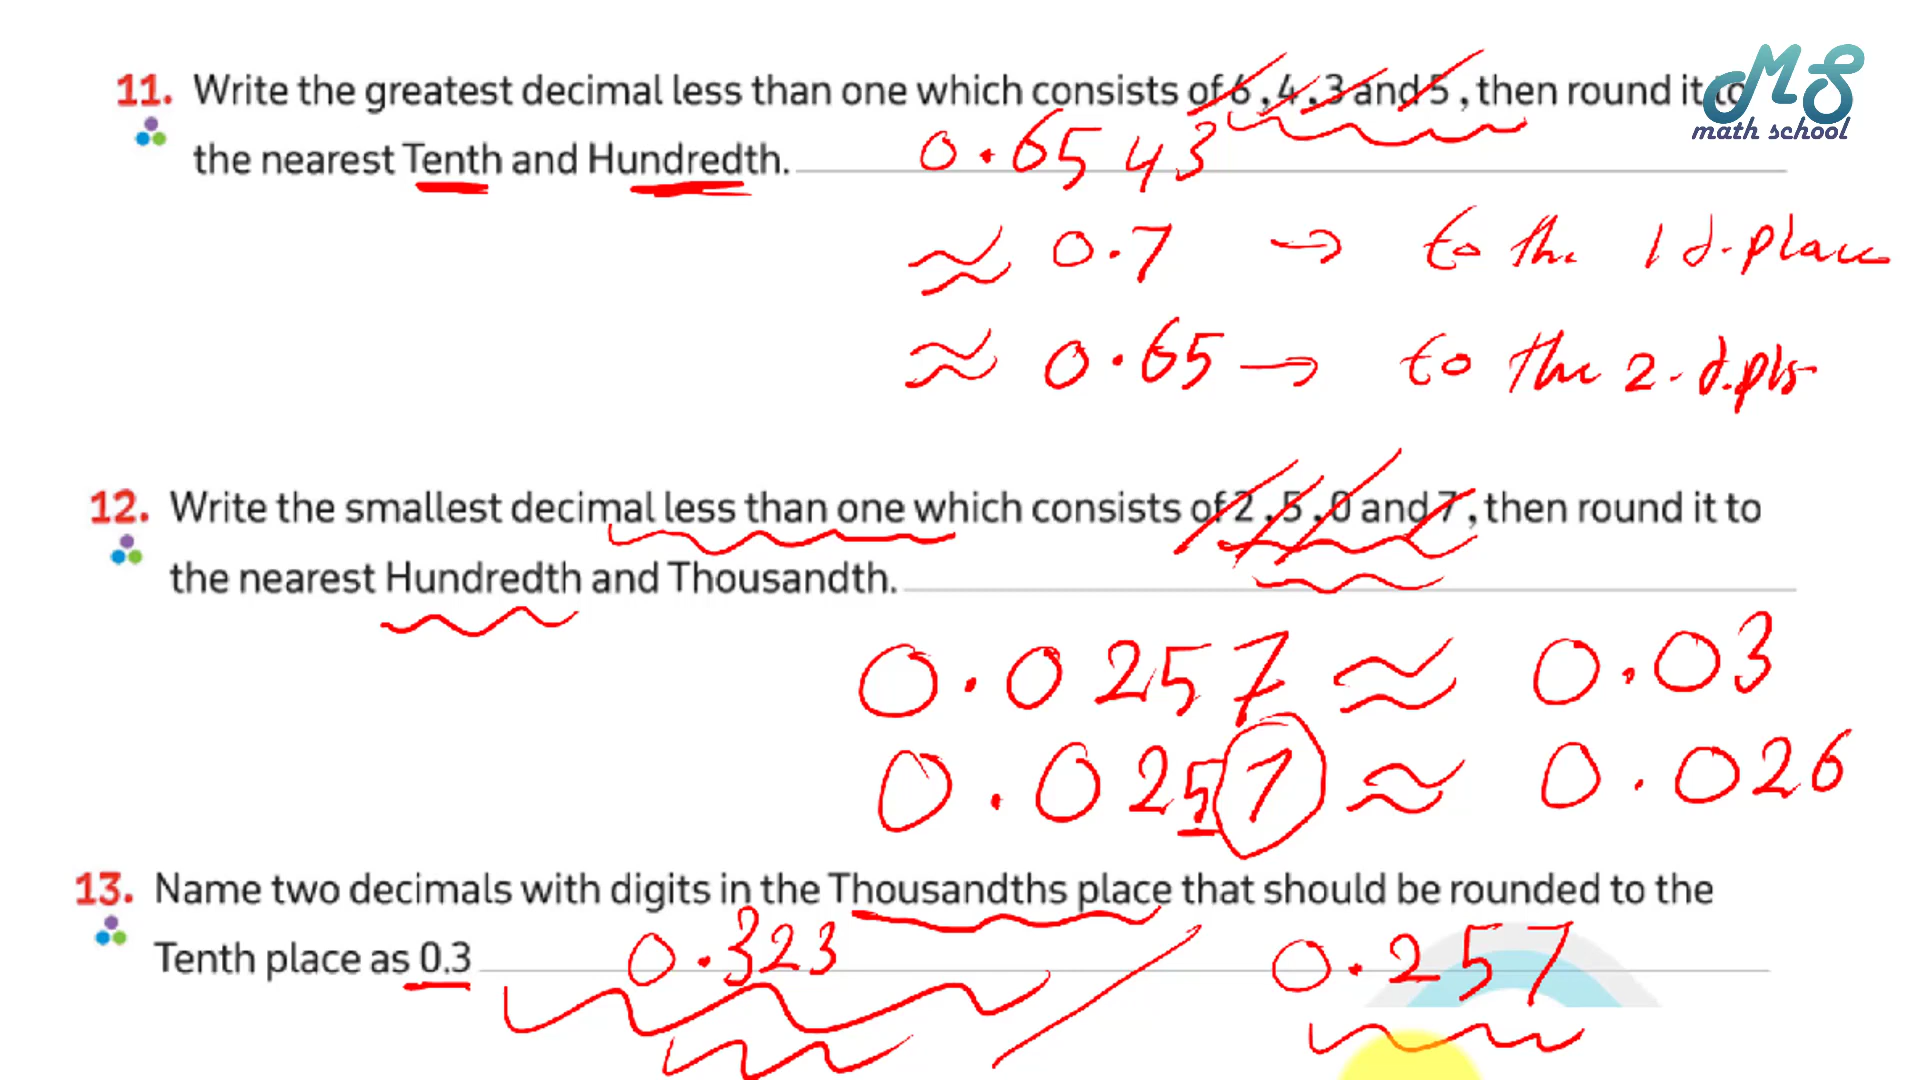 MS
math school
11. Write the greatest decimal less than one which consists of 6 , 4 , 3 and 5 , then round it to
the nearest Tenth and Hundredth.
0.6543
≈ 0.7 → to the 1 d.place
≈ 0.65 → to the 2-d.pls
12. Write the smallest decimal less than one which consists of 2 , 5 , 0 and 7 , then round it to
the nearest Hundredth and Thousandth.
0.0257 ≈ 0.03
0.0257 ≈ 0.026
13. Name two decimals with digits in the Thousandths place that should be rounded to the
Tenth place as 0.3 0.323 / 0.257